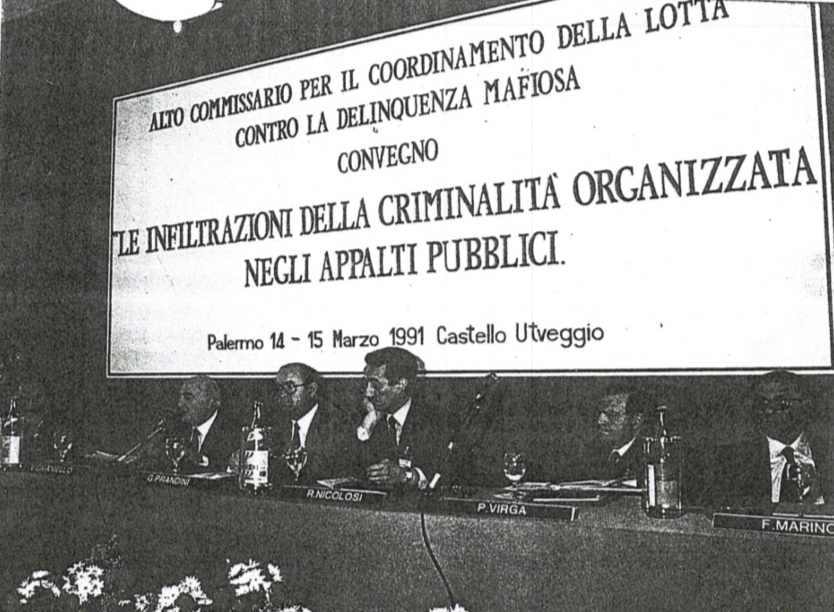 ALTO COMMISSARIO PER IL COORDINAMENTO DELLA LOTTA
CONTRO LA DELINQUENZA MAFIOSA
CONVEGNO
"LE INFILTRAZIONI DELLA CRIMINALITÀ ORGANIZZATA
NEGLI APPALTI PUBBLICI.
Palermo 14 - 15 Marzo 1991 Castello Utveggio
G.PRANDINI
R.NICOLOSI
P.VIRGA
F.MARINO